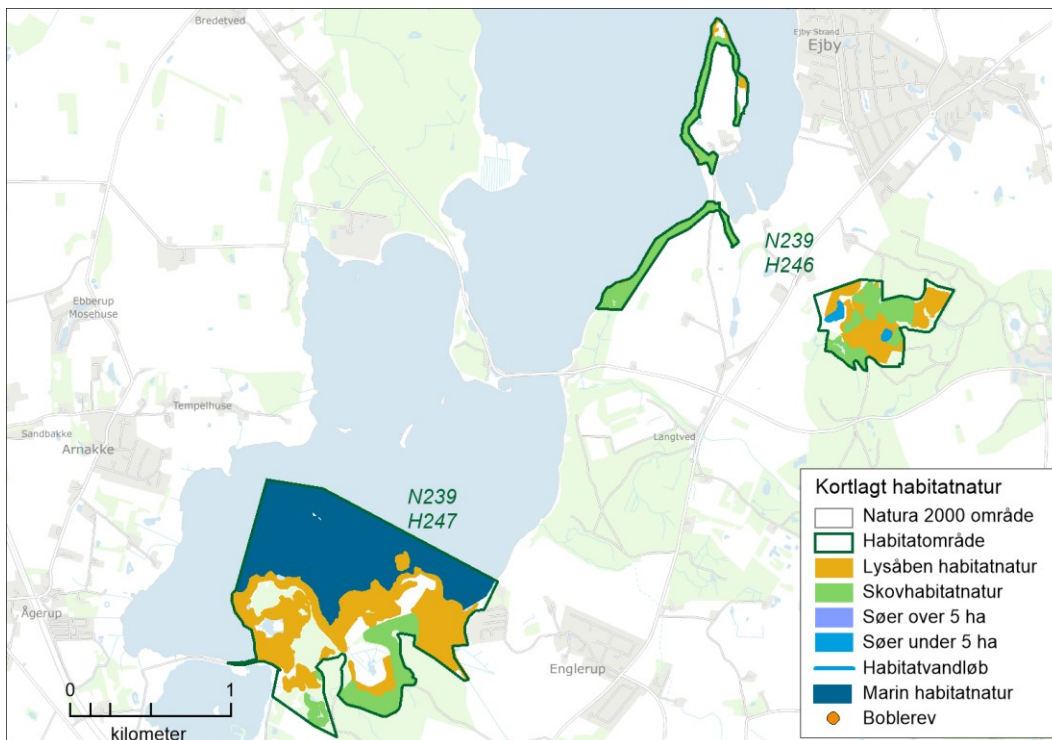 Bredetved
Ejby Strand
Ejby
N239
H246
Ebberup
Mosehuse
Tempelhuse
Sandbakke
Arnakke
Langtved
N239
H247
Ågerup
Englerup
0
1
kilometer
Kortlagt habitatnatur
Natura 2000 område
Habitatområde
Lysåben habitatnatur
Skovhabitatnatur
Søer over 5 ha
Søer under 5 ha
Habitatvandløb
Marin habitatnatur
Boblerev